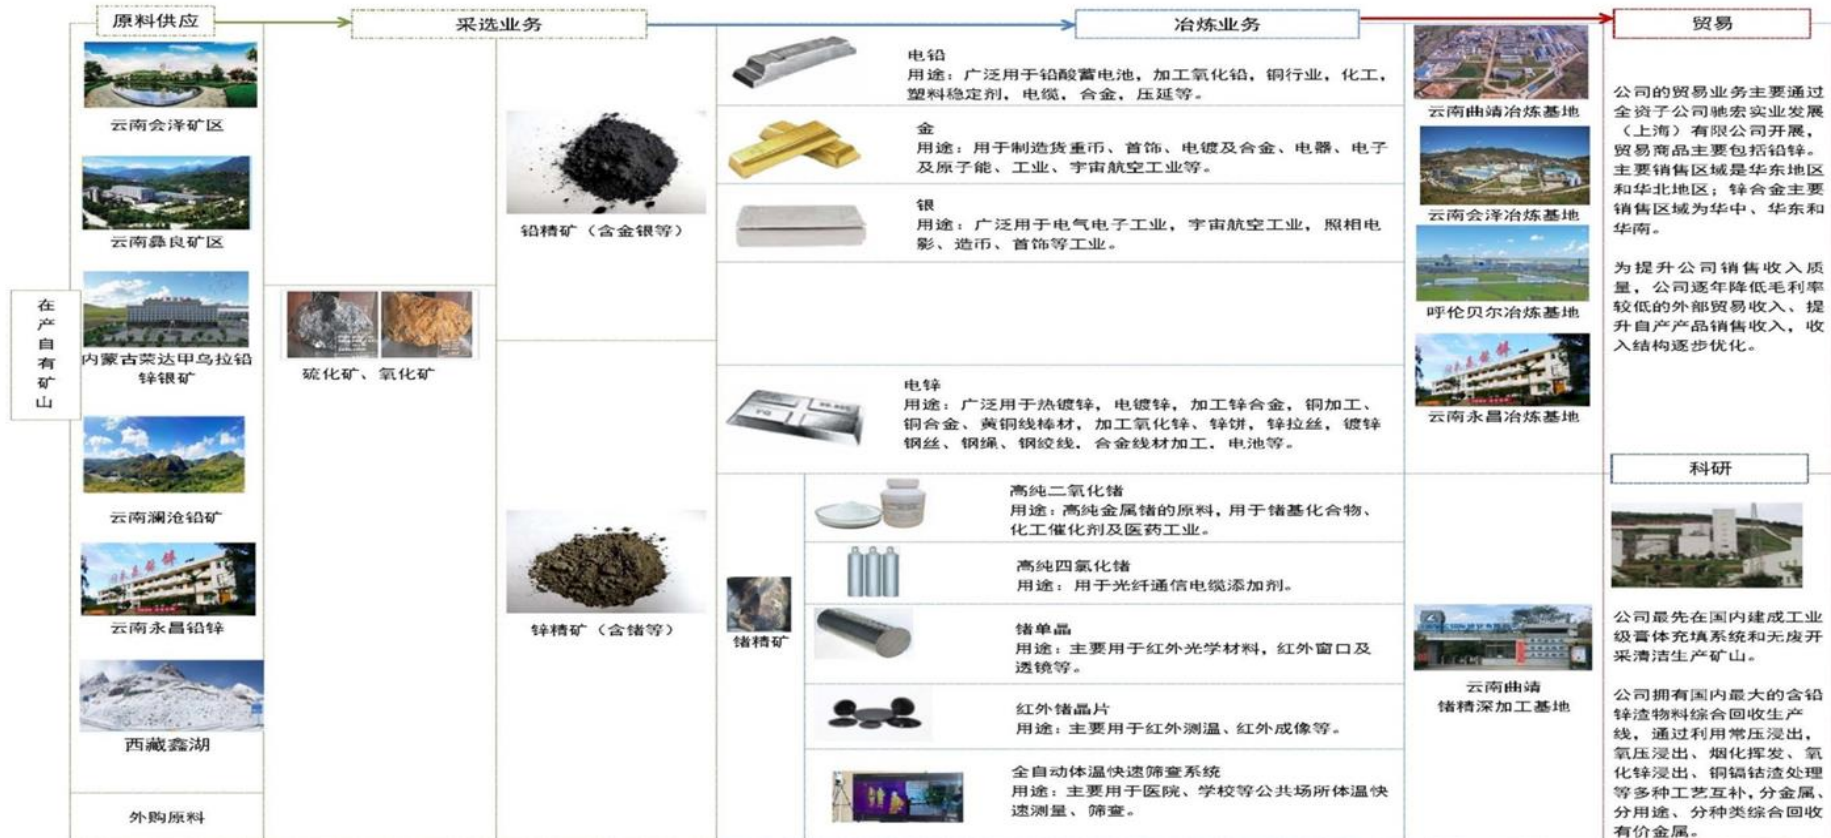 原料供应
采选业务
冶炼业务
贸易
在
产
自
有
矿
山
云南会泽矿区
云南彝良矿区
内蒙古荣达甲乌拉铅
锌银矿
云南澜沧铅矿
云南永昌铅锌
西藏鑫湖
外购原料
硫化矿、氧化矿
铅精矿（含金银等）
锌精矿（含锗等）
电铅
用途：广泛用于铅酸蓄电池，加工氧化铅，铜行业，化工，
塑料稳定剂，电缆，合金，压延等。
金
用途：用于制造货重币、首饰、电镀及合金、电器、电子
及原子能、工业、宇宙航空工业等。
银
用途：广泛用于电气电子工业，宇宙航空工业，照相电
影、造币、首饰等工业。
电锌
用途：广泛用于热镀锌，电镀锌，加工锌合金，铜加工、
铜合金、黄铜线棒材，加工氧化锌、锌饼，锌拉丝，镀锌
钢丝、钢绳、钢绞线．合金线材加工．电池等。
锗精矿
高纯二氧化锗
用途：高纯金属锗的原料，用于锗基化合物、
化工催化剂及医药工业。
高纯四氯化锗
用途：用于光纤通信电缆添加剂。
锗单晶
用途：主要用于红外光学材料，红外窗口及
透镜等。
红外锗晶片
用途：主要用于红外测温、红外成像等。
全自动体温快速筛查系统
用途：主要用于医院、学校等公共场所体温快
速测量、筛查。
云南曲靖冶炼基地
云南会泽冶炼基地
呼伦贝尔冶炼基地
云南永昌冶炼基地
云南曲靖
锗精深加工基地
公司的贸易业务主要通过
全资子公司驰宏实业发展
（上海）有限公司开展，
贸易商品主要包括铅锌。
主要销售区域是华东地区
和华北地区；锌合金主要
销售区域为华中、华东和
华南。
为提升公司销售收入质
量，公司逐年降低毛利率
较低的外部贸易收入、提
升自产产品销售收入，收
入结构逐步优化。
科研
公司最先在国内建成工业
级膏体充填系统和无废开
采清洁生产矿山。
公司拥有国内最大的含铅
锌渣物料综合回收生产
线，通过利用常压浸出，
氧压浸出、烟化挥发、氧
化锌浸出、铜镉钴渣处理
等多种工艺互补，分金属、
分用途、分种类综合回收
有价金属。